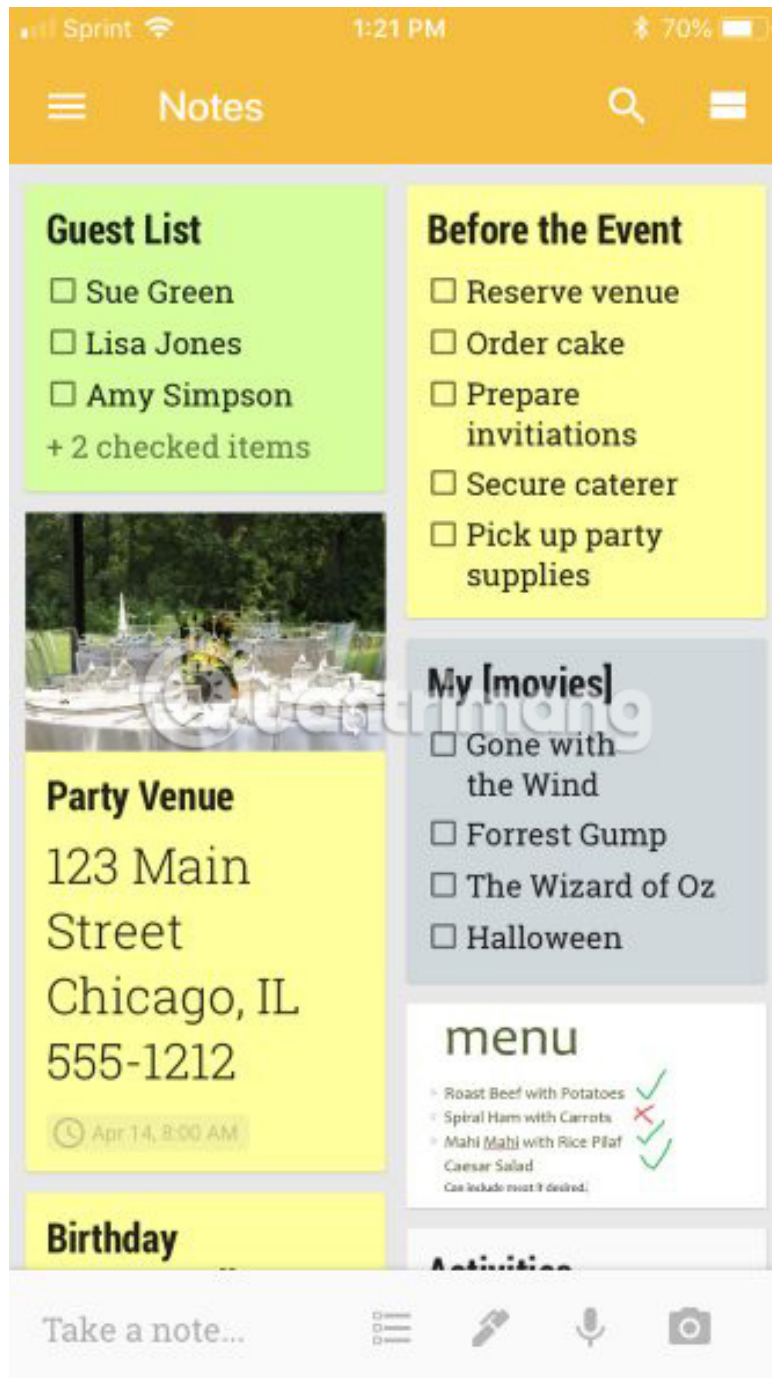 Sprint 1:21 PM 70%
Notes
Guest List
Sue Green
Lisa Jones
Amy Simpson
+ 2 checked items
Party Venue
123 Main
Street
Chicago, IL
555-1212
Apr 14, 8:00 AM
Birthday
Before the Event
Reserve venue
Order cake
Prepare
invitiations
Secure caterer
Pick up party
supplies
My [movies]
Gone with
the Wind
Forrest Gump
The Wizard of Oz
Halloween
menu
Roast Beef with Potatoes
Spiral Ham with Carrots
Mahi Mahi with Rice Pilaf
Caesar Salad
Can include meat if desired.
Activities
Take a note...
uantrimang